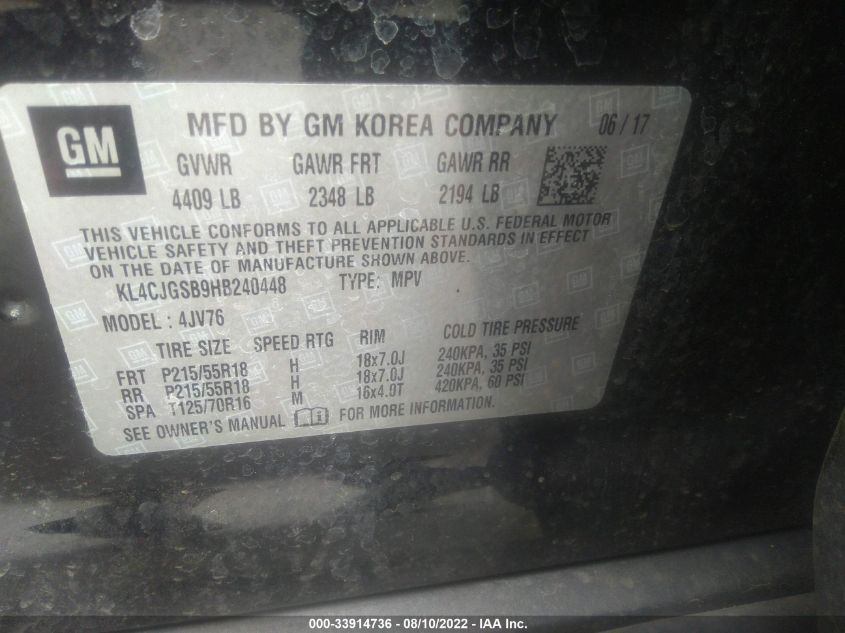 GM
MFD BY GM KOREA COMPANY 06 / 17
GVWR GAWR FRT GAWR RR
4409 LB 2348 LB 2194 LB
THIS VEHICLE CONFORMS TO ALL APPLICABLE U.S. FEDERAL MOTOR
VEHICLE SAFETY AND THEFT PREVENTION STANDARDS IN EFFECT
ON THE DATE OF MANUFACTURE SHOWN ABOVE.
KL4CJGSB9HB240448 TYPE: MPV
MODEL : 4JV76
TIRE SIZE SPEED RTG RIM COLD TIRE PRESSURE
FRT P215/55R18 H 18x7.0J 240KPA, 35 PSI
RR P215/55R18 H 18x7.0J 240KPA, 35 PSI
SPA T125/70R16 M 16x4.0T 420KPA, 60 PSI
SEE OWNER'S MANUAL FOR MORE INFORMATION.
000-33914736 - 08/10/2022 - IAA Inc.